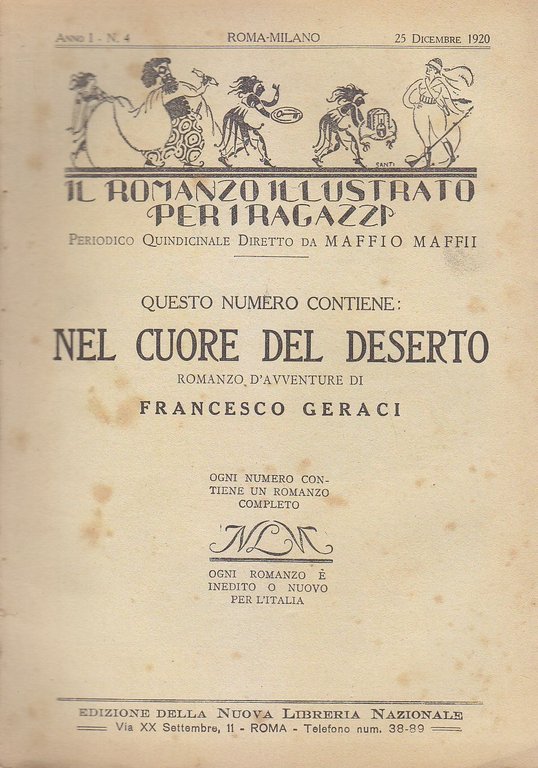 Anno I - N. 4 ROMA-MILANO 25 Dicembre 1920
SANTI
IL ROMANZO ILLUSTRATO
PER I RAGAZZI
Periodico Quindicinale Diretto da MAFFIO MAFFII
QUESTO NUMERO CONTIENE:
NEL CUORE DEL DESERTO
ROMANZO D'AVVENTURE DI
FRANCESCO GERACI
OGNI NUMERO CON-
TIENE UN ROMANZO
COMPLETO
NLN
OGNI ROMANZO È
INEDITO O NUOVO
PER L'ITALIA
EDIZIONE DELLA NUOVA LIBRERIA NAZIONALE
Via XX Settembre, 11 - ROMA - Telefono num. 38-89